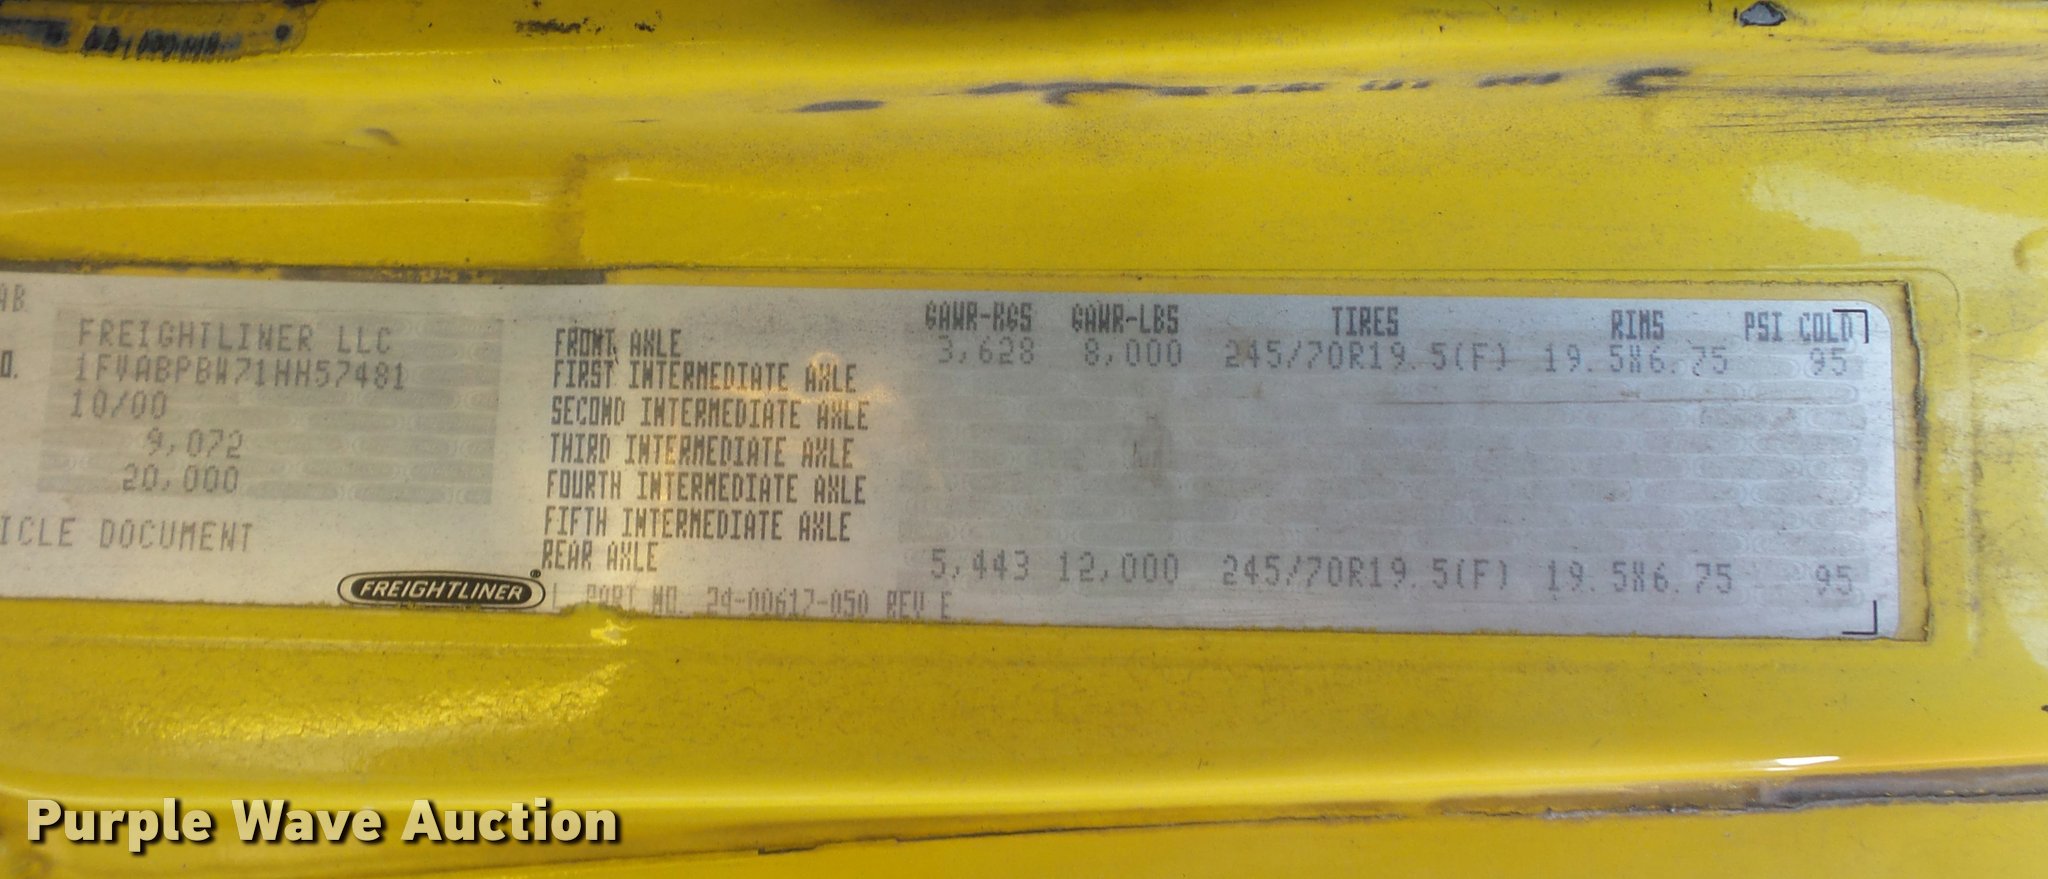 AB.
FREIGHTLINER LLC
O. 1FVABPBW71HH57481
10/00
9,072
20,000
ICLE DOCUMENT
FREIGHTLINER®
GAWR-KGS GAWR-LBS TIRES RIMS PSI COLD
FRONT AXLE 3,628 8,000 245/70R19.5(F) 19.5X6.75 95
FIRST INTERMEDIATE AXLE
SECOND INTERMEDIATE AXLE
THIRD INTERMEDIATE AXLE
FOURTH INTERMEDIATE AXLE
FIFTH INTERMEDIATE AXLE
REAR AXLE 5,443 12,000 245/70R19.5(F) 19.5X6.75 95
PART NO. 24-00617-050 REV E
Purple Wave Auction